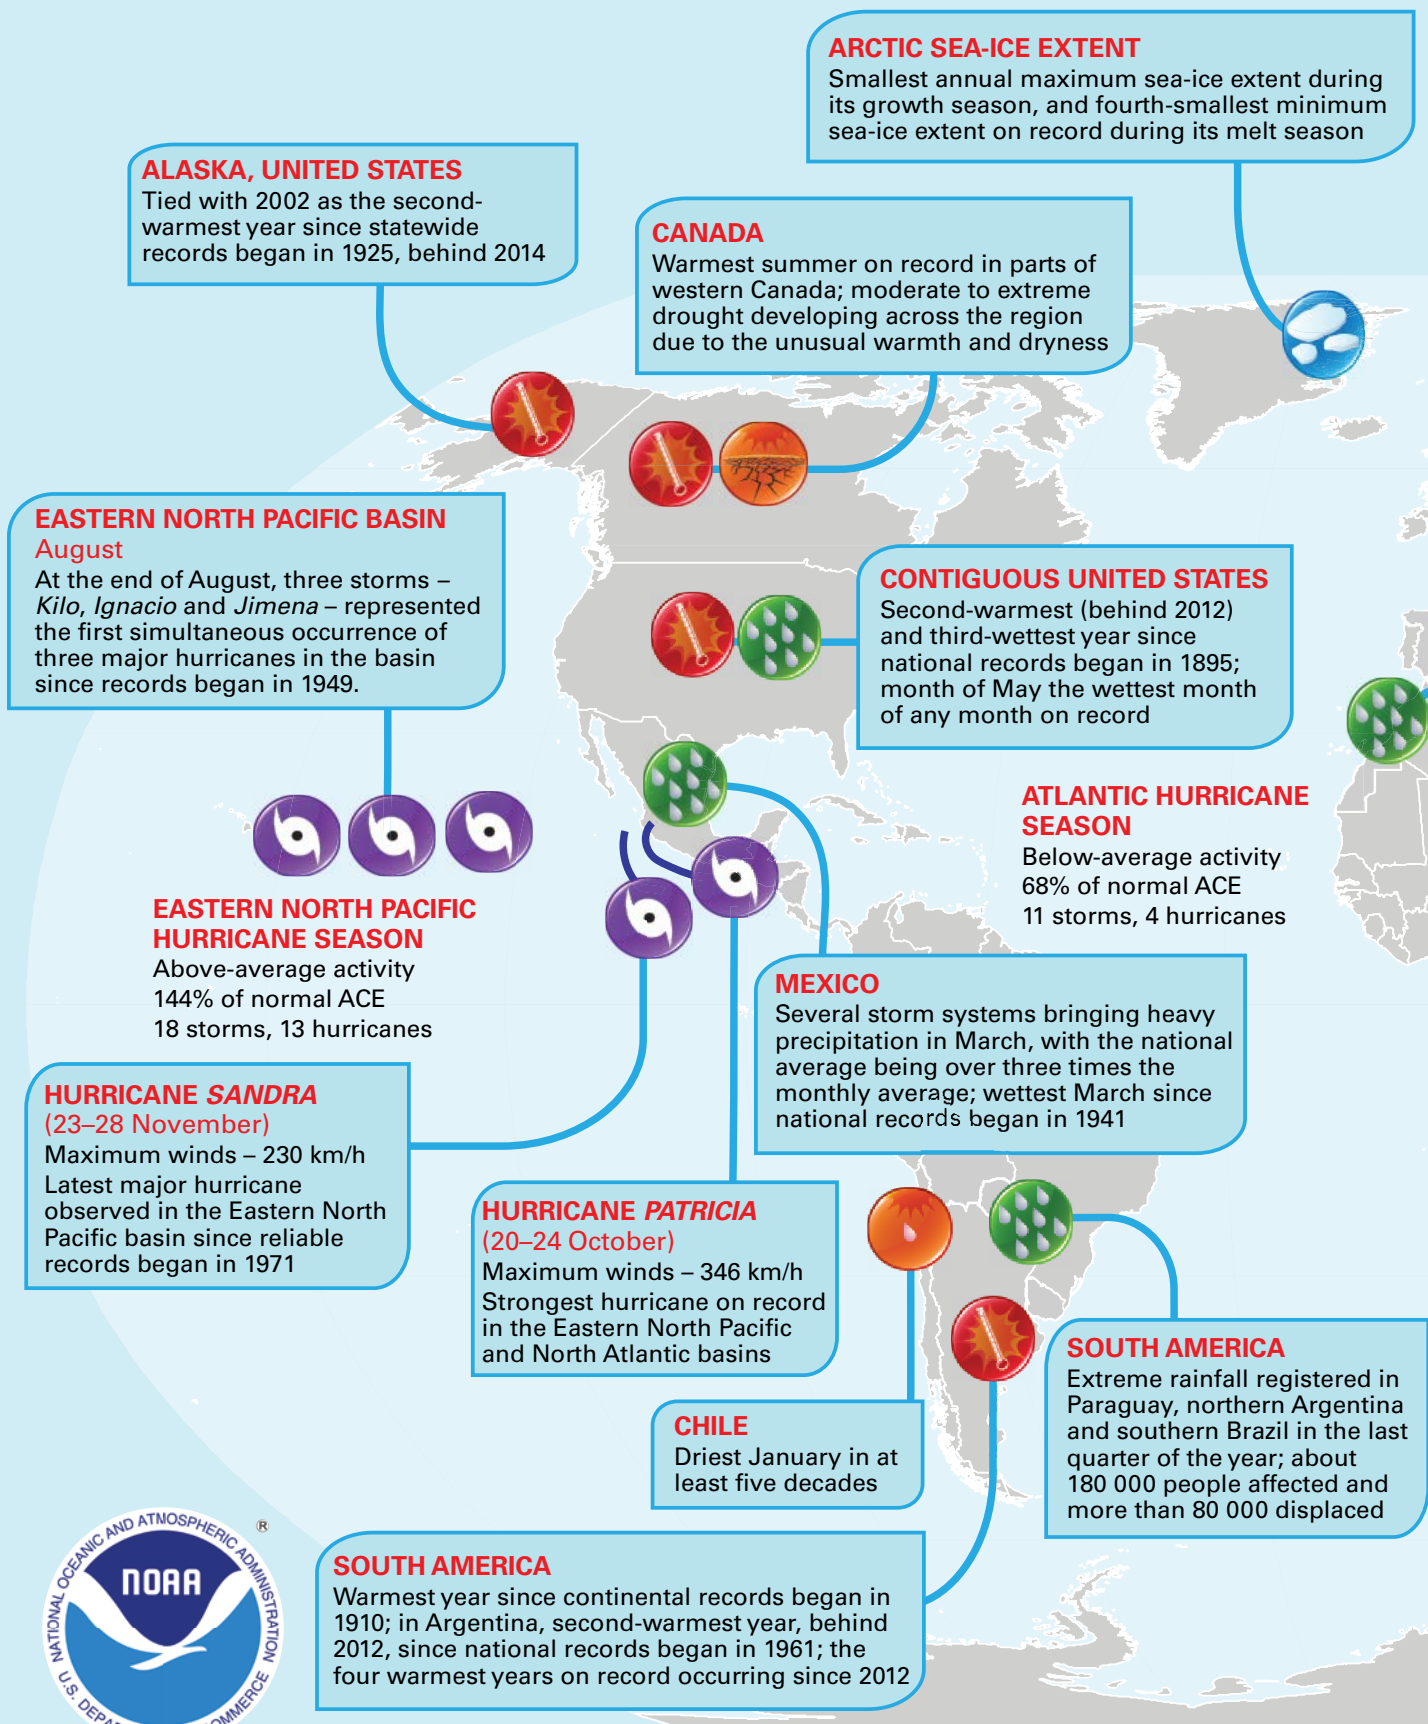 ARCTIC SEA-ICE EXTENT
Smallest annual maximum sea-ice extent during
its growth season, and fourth-smallest minimum
sea-ice extent on record during its melt season
ALASKA, UNITED STATES
Tied with 2002 as the second-
warmest year since statewide
records began in 1925, behind 2014
CANADA
Warmest summer on record in parts of
western Canada; moderate to extreme
drought developing across the region
due to the unusual warmth and dryness
EASTERN NORTH PACIFIC BASIN
August
At the end of August, three storms –
Kilo, Ignacio and Jimena – represented
the first simultaneous occurrence of
three major hurricanes in the basin
since records began in 1949.
CONTIGUOUS UNITED STATES
Second-warmest (behind 2012)
and third-wettest year since
national records began in 1895;
month of May the wettest month
of any month on record
ATLANTIC HURRICANE
SEASON
Below-average activity
68% of normal ACE
11 storms, 4 hurricanes
EASTERN NORTH PACIFIC
HURRICANE SEASON
Above-average activity
144% of normal ACE
18 storms, 13 hurricanes
MEXICO
Several storm systems bringing heavy
precipitation in March, with the national
average being over three times the
monthly average; wettest March since
national records began in 1941
HURRICANE SANDRA
(23–28 November)
Maximum winds – 230 km/h
Latest major hurricane
observed in the Eastern North
Pacific basin since reliable
records began in 1971
HURRICANE PATRICIA
(20–24 October)
Maximum winds – 346 km/h
Strongest hurricane on record
in the Eastern North Pacific
and North Atlantic basins
SOUTH AMERICA
Extreme rainfall registered in
Paraguay, northern Argentina
and southern Brazil in the last
quarter of the year; about
180 000 people affected and
more than 80 000 displaced
CHILE
Driest January in at
least five decades
SOUTH AMERICA
Warmest year since continental records began in
1910; in Argentina, second-warmest year, behind
2012, since national records began in 1961; the
four warmest years on record occurring since 2012
NATIONAL OCEANIC AND ATMOSPHERIC ADMINISTRATION
®
NOAA
U.S.